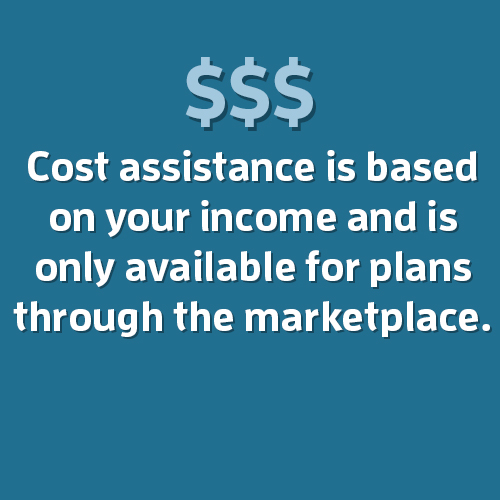 $$$
Cost assistance is based
on your income and is
only available for plans
through the marketplace.